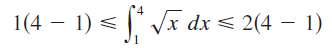 1(4 − 1) ≤ ∫₁⁴ √x dx ≤ 2(4 − 1)